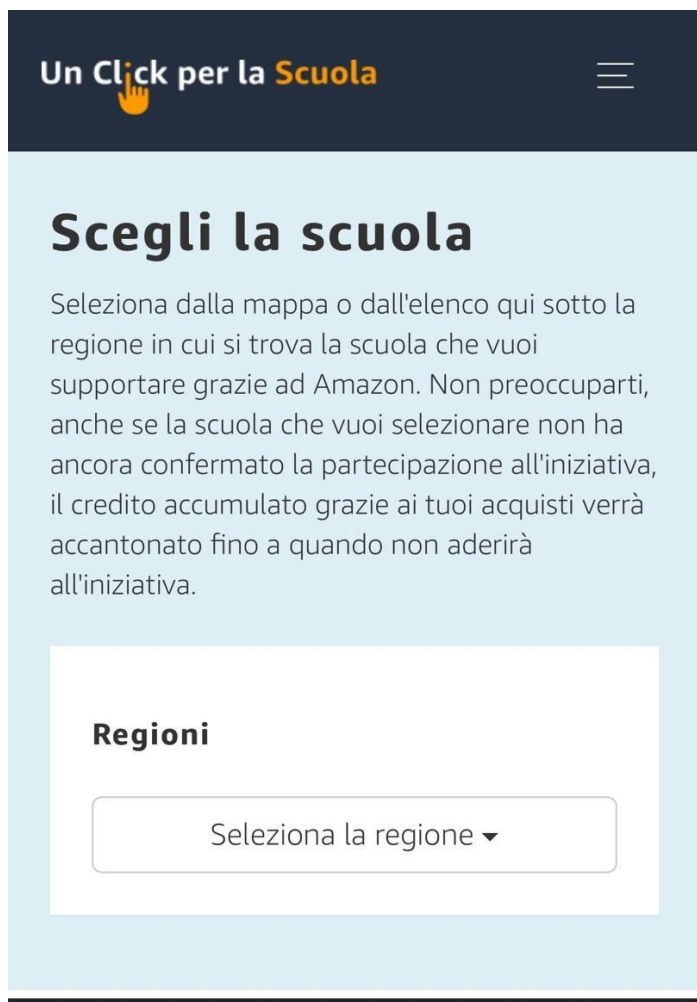 Un Click per la Scuola
Scegli la scuola
Seleziona dalla mappa o dall'elenco qui sotto la
regione in cui si trova la scuola che vuoi
supportare grazie ad Amazon. Non preoccuparti,
anche se la scuola che vuoi selezionare non ha
ancora confermato la partecipazione all'iniziativa,
il credito accumulato grazie ai tuoi acquisti verrà
accantonato fino a quando non aderirà
all'iniziativa.
Regioni
Seleziona la regione